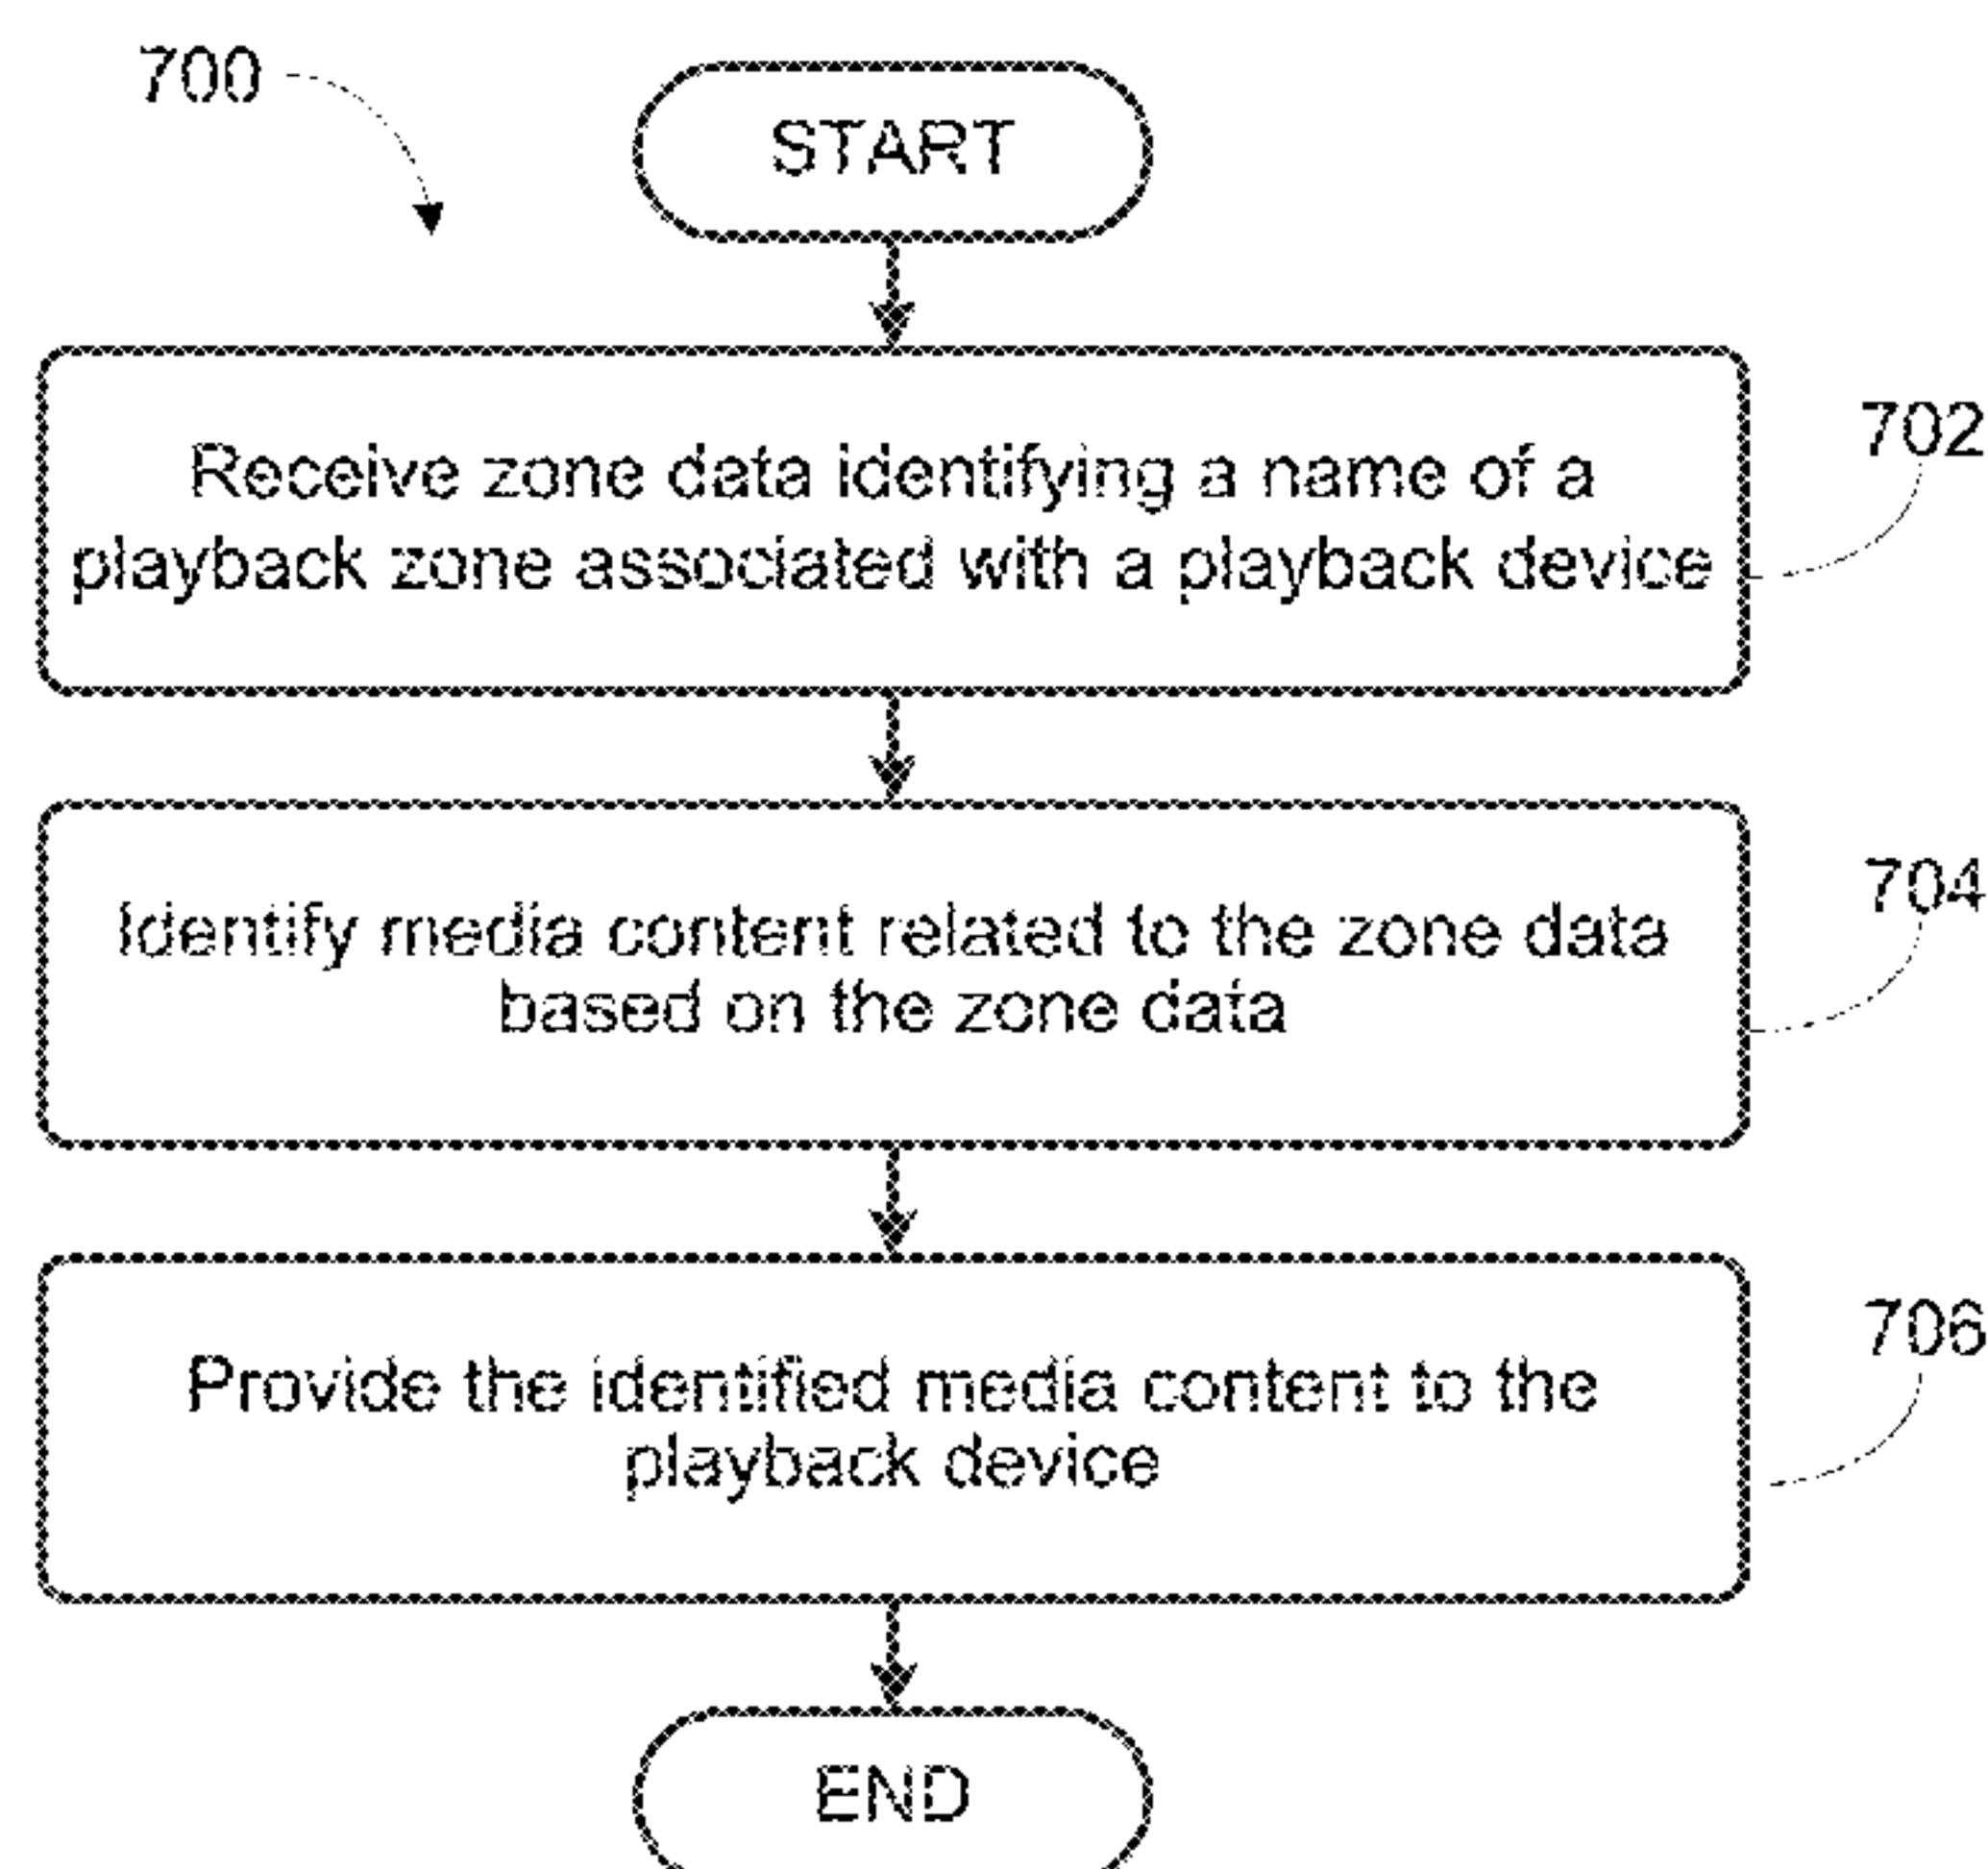 700
START
Receive zone data identifying a name of a
playback zone associated with a playback device
702
Identify media content related to the zone data
based on the zone data
704
Provide the identified media content to the
playback device
706
END